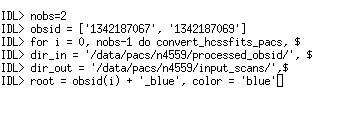 IDL> nobs=2
IDL> obsid = ['1342187067', '1342187069']
IDL> for i = 0, nobs-1 do convert_hcssfits_pacs, $
IDL> dir_in = '/data/pacs/n4559/processed_obsid/', $
IDL> dir_out = '/data/pacs/n4559/input_scans/',$
IDL> root = obsid(i) + '_blue', color = 'blue'